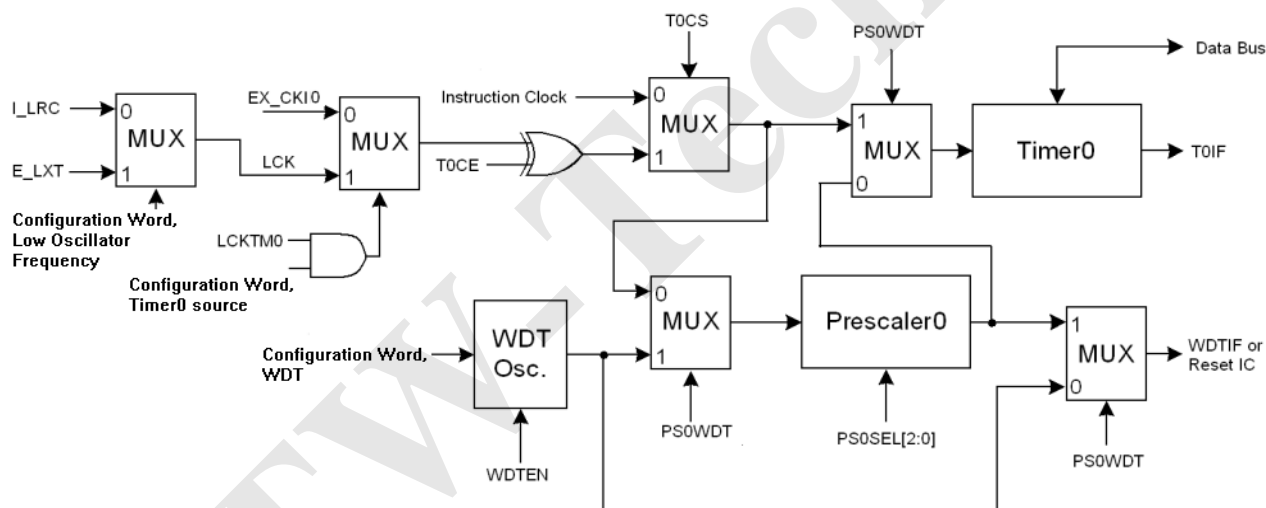 T0CS
PS0WDT
Data Bus
I_LRC
0
MUX
E_LXT
1
Configuration Word,
Low Oscillator
Frequency
EX_CKI0
0
MUX
LCK
1
LCKTM0
Configuration Word,
Timer0 source
T0CE
Instruction Clock
0
MUX
1
1
MUX
0
Timer0
T0IF
Configuration Word,
WDT
WDT
Osc.
WDTEN
0
MUX
1
PS0WDT
Prescaler0
PS0SEL[2:0]
1
MUX
0
WDTIF or
Reset IC
PS0WDT